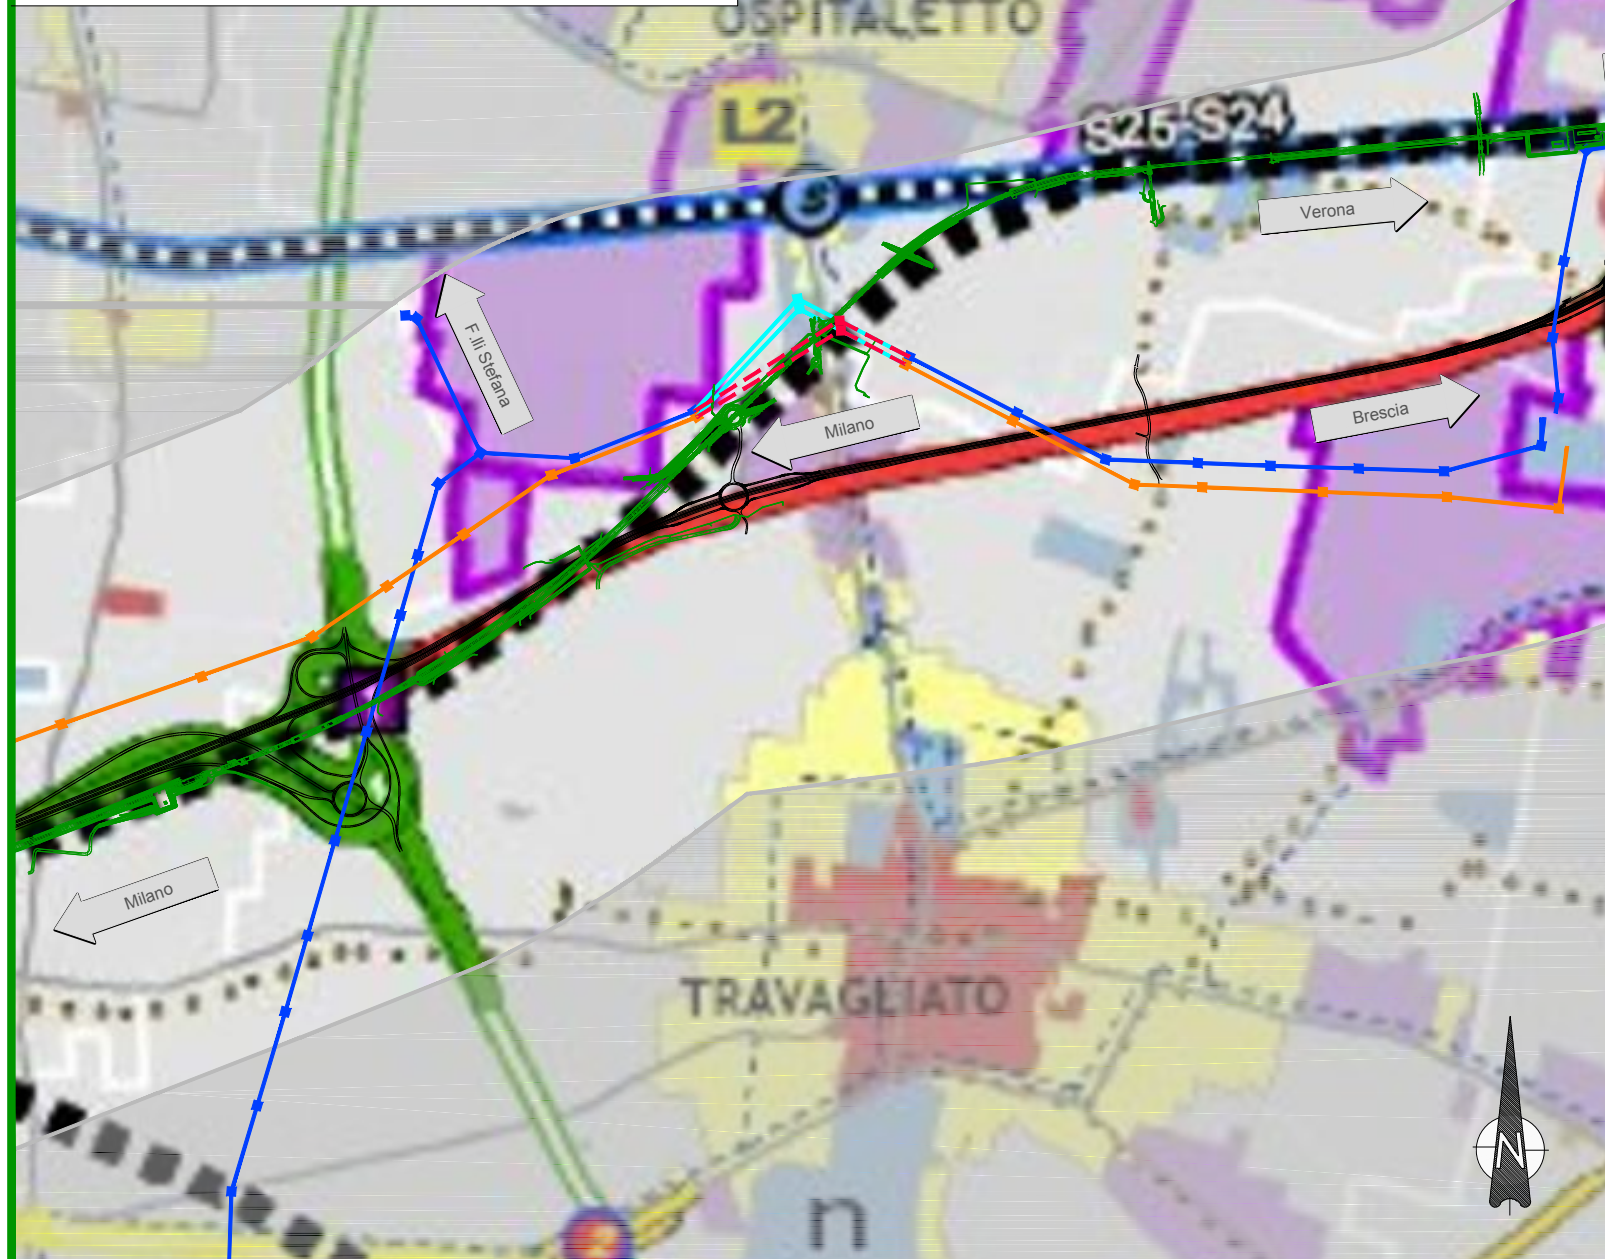 OSPITALETTO
L2
S25-S24
S
Verona
F.lli Stefana
Milano
Brescia
Milano
TRAVAGLIATO
N
n